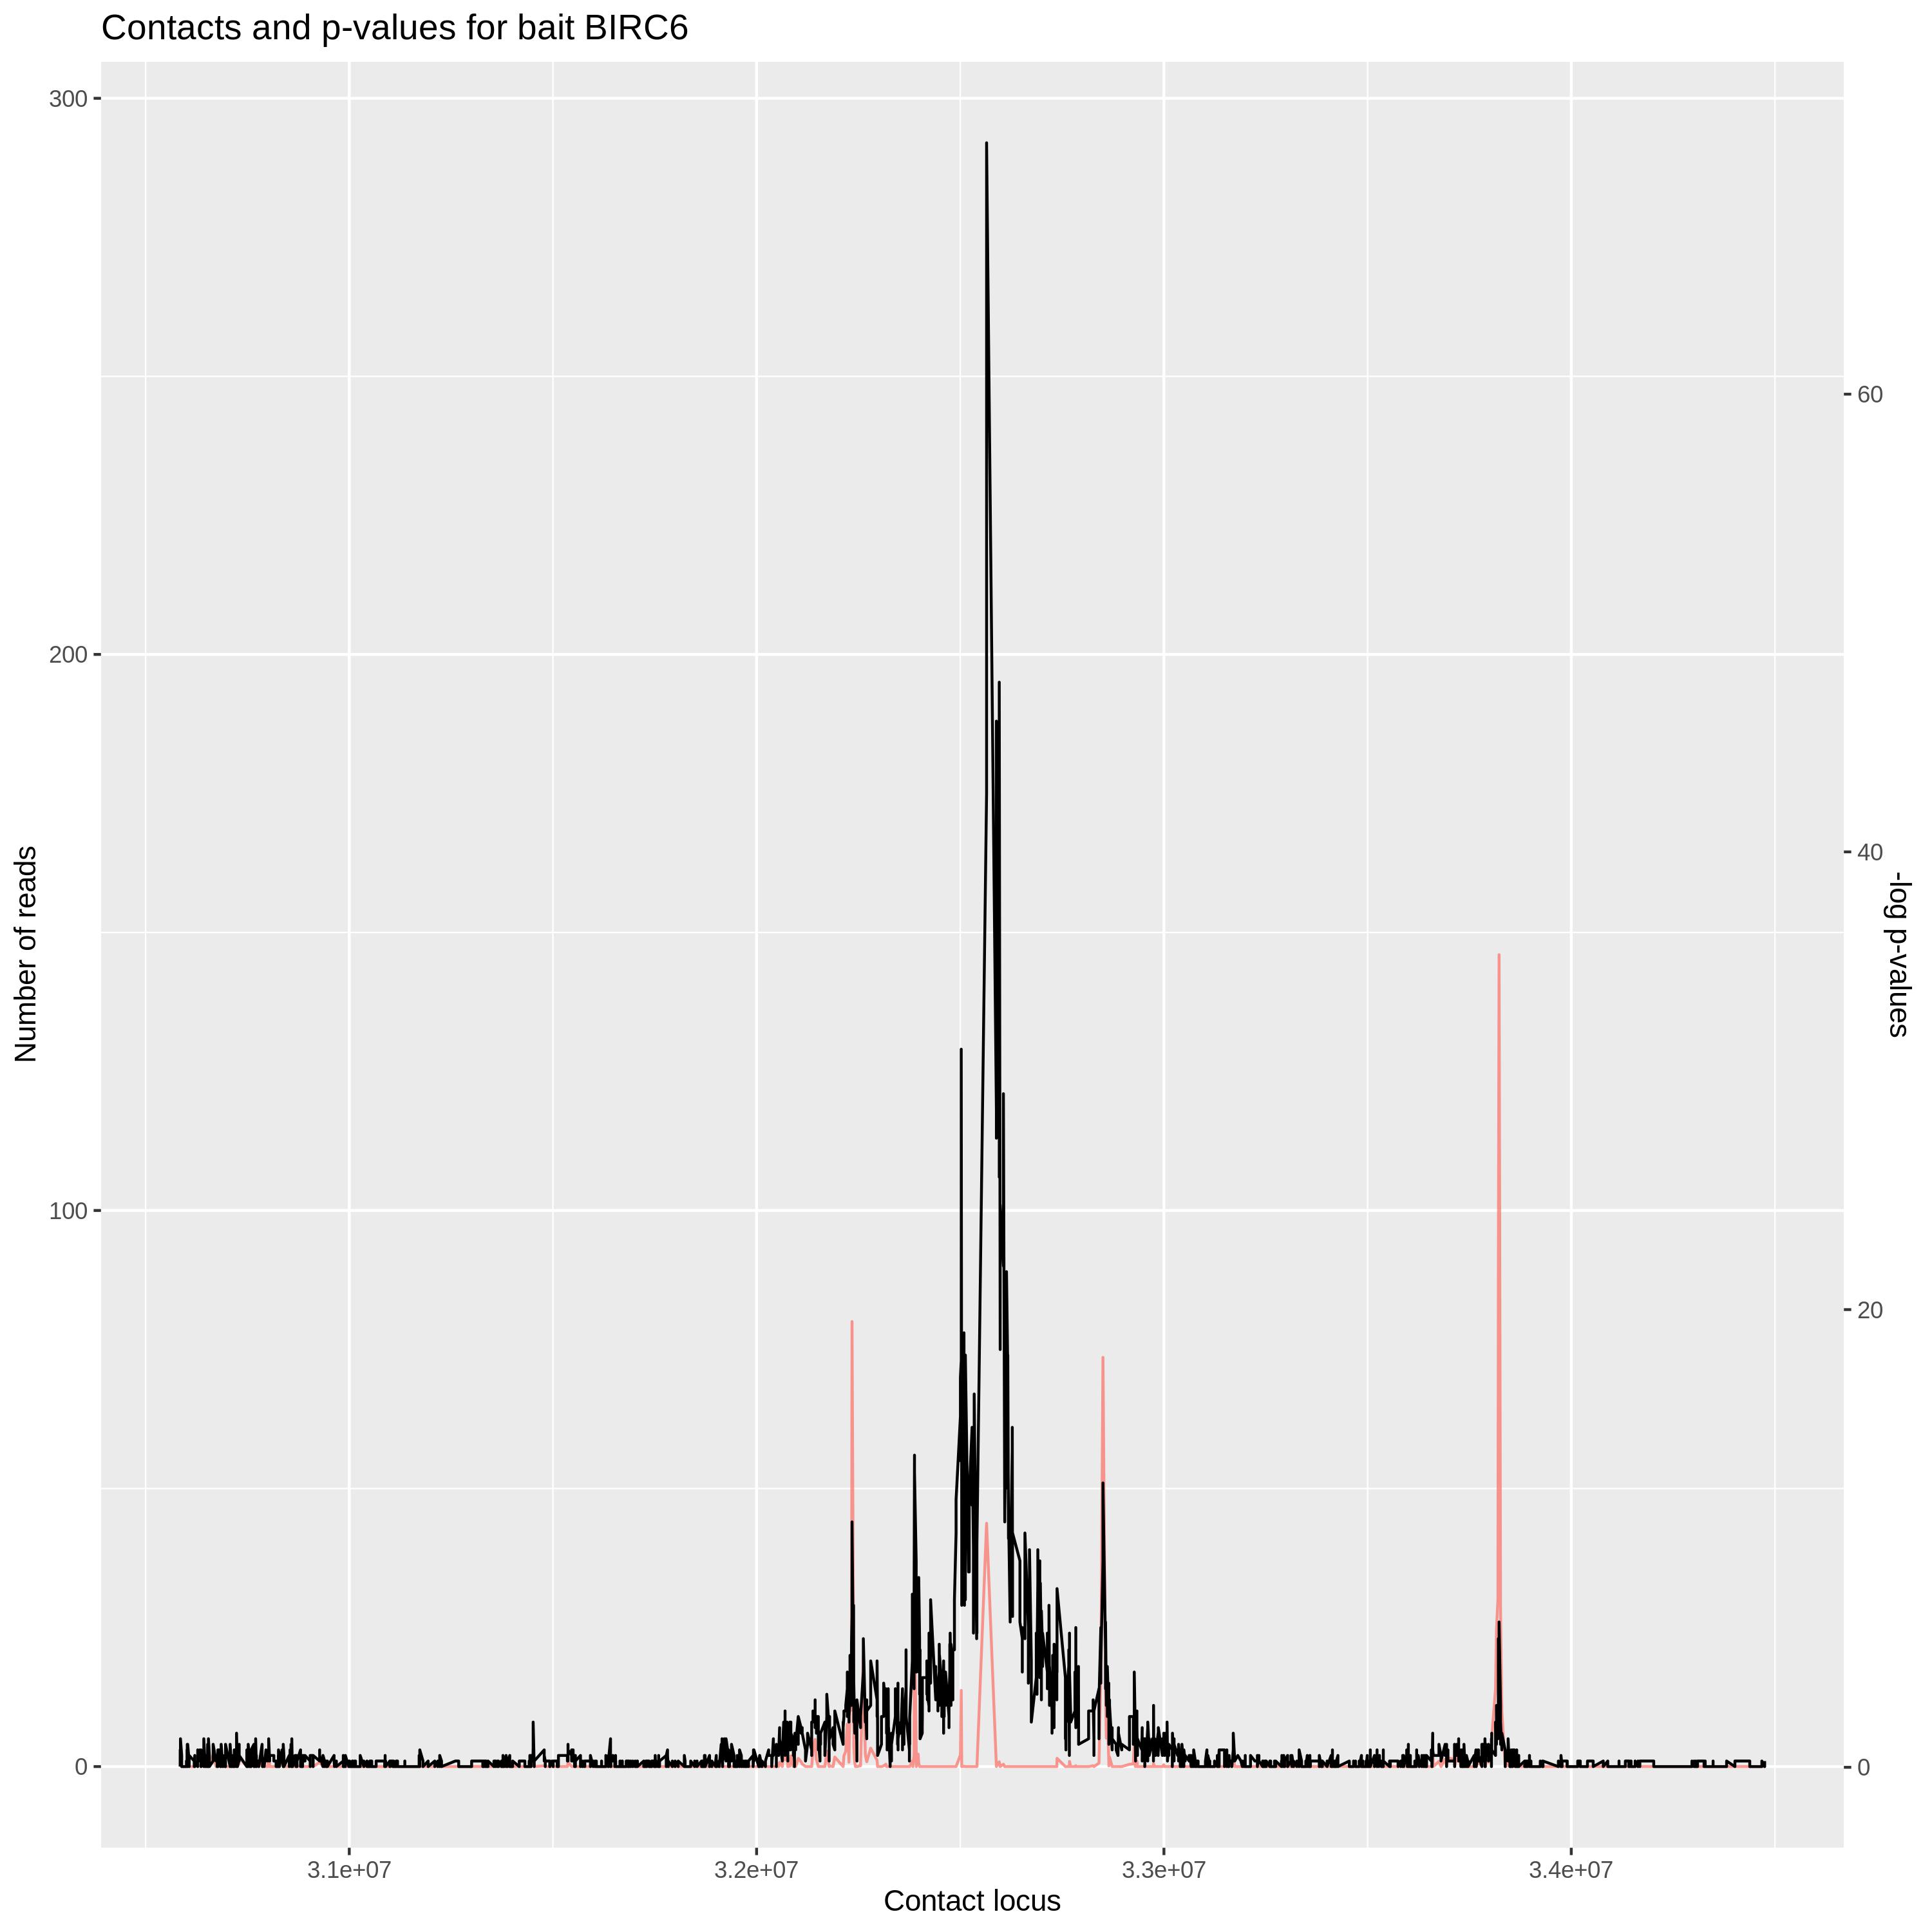 Contacts and p-values for bait BIRC6
300
200
100
0
Number of reads
60
40
20
0
-log p-values
3.1e+07
3.2e+07
3.3e+07
3.4e+07
Contact locus